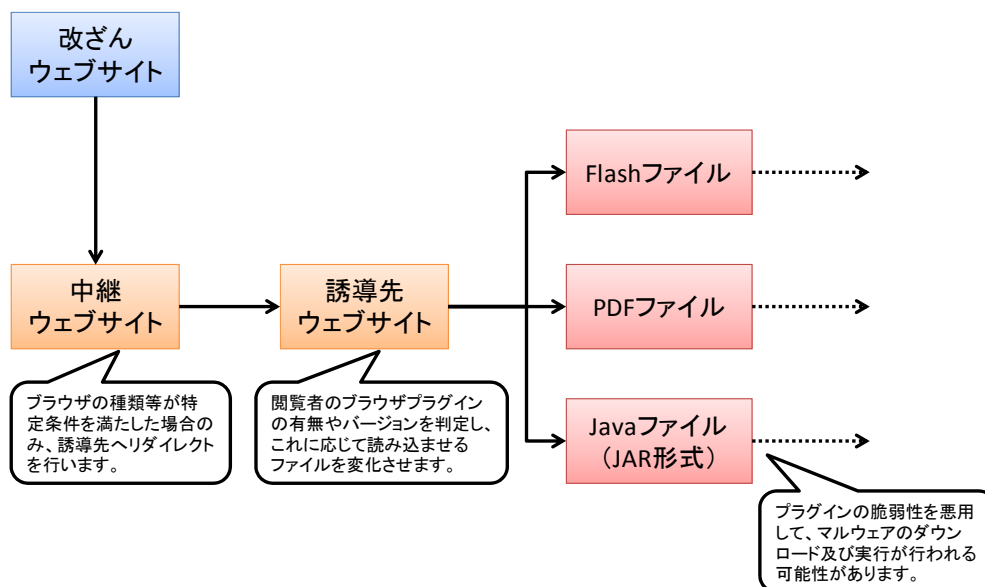 改ざん
ウェブサイト
中継
ウェブサイト
ブラウザの種類等が特
定条件を満たした場合の
み、誘導先へリダイレクト
を行います。
誘導先
ウェブサイト
閲覧者のブラウザプラグイン
の有無やバージョンを判定し、
これに応じて読み込ませる
ファイルを変化させます。
Flashファイル
PDFファイル
Javaファイル
（JAR形式）
プラグインの脆弱性を悪用
して、マルウェアのダウン
ロード及び実行が行われる
可能性があります。